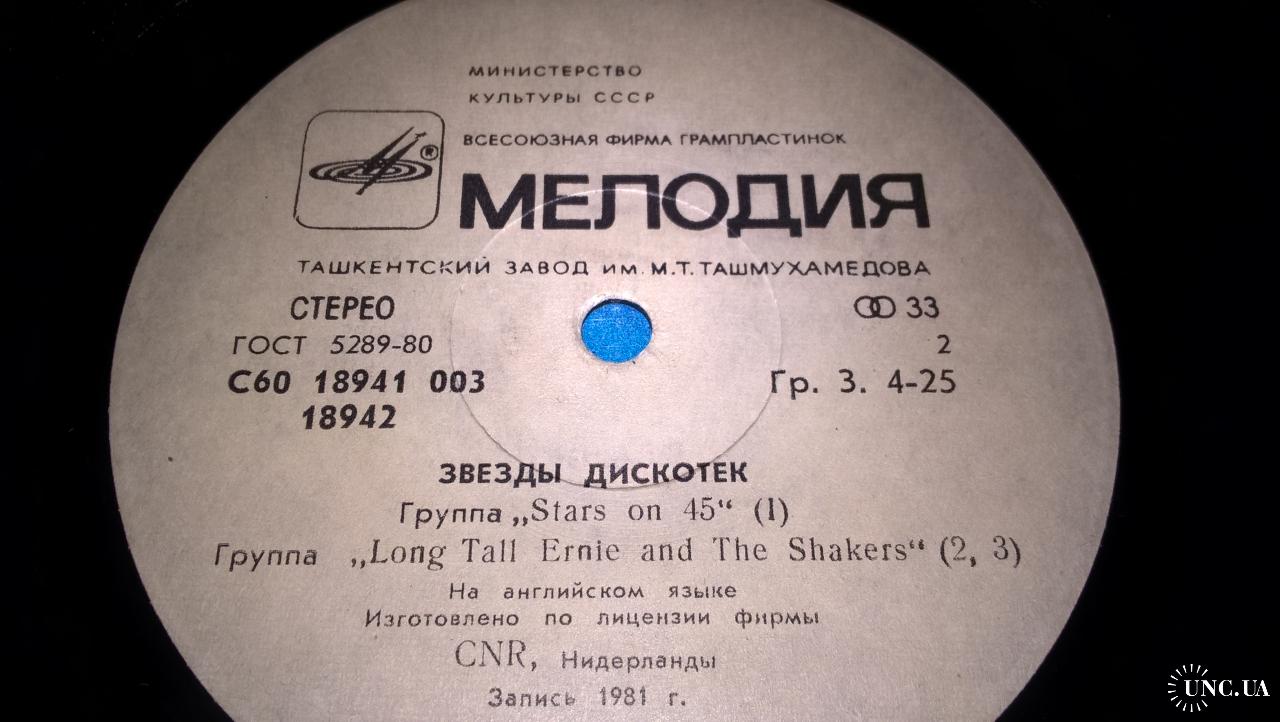 МИНИСТЕРСТВО
КУЛЬТУРЫ СССР
ВСЕСОЮЗНАЯ ФИРМА ГРАМПЛАСТИНОК
®
МЕЛОДИЯ
ТАШКЕНТСКИЙ ЗАВОД ИМ. М.Т. ТАШМУХАМЕДОВА
СТЕРЕО 33
ГОСТ 5289-80 2
С60 18941 003 Гр. 3. 4-25
18942
ЗВЕЗДЫ ДИСКОТЕК
Группа „Stars on 45“ (1)
Группа „Long Tall Ernie and The Shakers“ (2, 3)
На английском языке
Изготовлено по лицензии фирмы
CNR, Нидерланды
Запись 1981 г.
UNC.UA